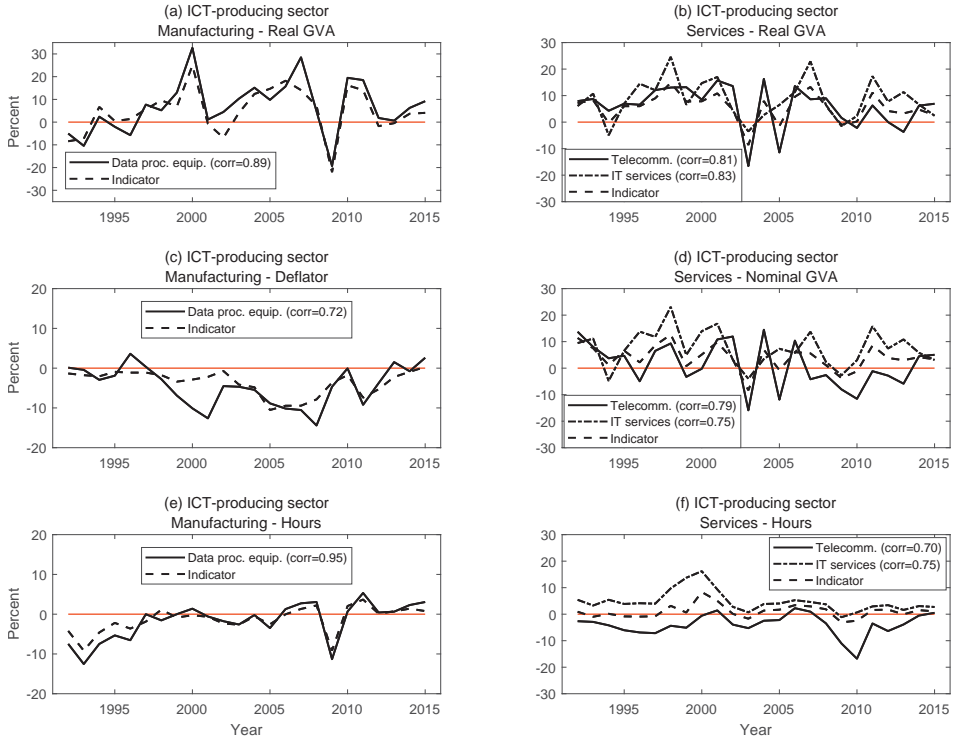 (a) ICT-producing sector
Manufacturing - Real GVA
Percent
30
20
10
0
-10
-20
-30
Data proc. equip. (corr=0.89)
Indicator
1995
2000
2005
2010
2015
(b) ICT-producing sector
Services - Real GVA
30
20
10
0
-10
-20
-30
Telecomm. (corr=0.81)
IT services (corr=0.83)
Indicator
1995
2000
2005
2010
2015
(c) ICT-producing sector
Manufacturing - Deflator
Percent
20
10
0
-10
-20
Data proc. equip. (corr=0.72)
Indicator
1995
2000
2005
2010
2015
(d) ICT-producing sector
Services - Nominal GVA
30
20
10
0
-10
-20
-30
Telecomm. (corr=0.79)
IT services (corr=0.75)
Indicator
1995
2000
2005
2010
2015
(e) ICT-producing sector
Manufacturing - Hours
Percent
20
10
0
-10
-20
Data proc. equip. (corr=0.95)
Indicator
1995
2000
2005
2010
2015
Year
(f) ICT-producing sector
Services - Hours
30
20
10
0
-10
-20
-30
Telecomm. (corr=0.70)
IT services (corr=0.75)
Indicator
1995
2000
2005
2010
2015
Year